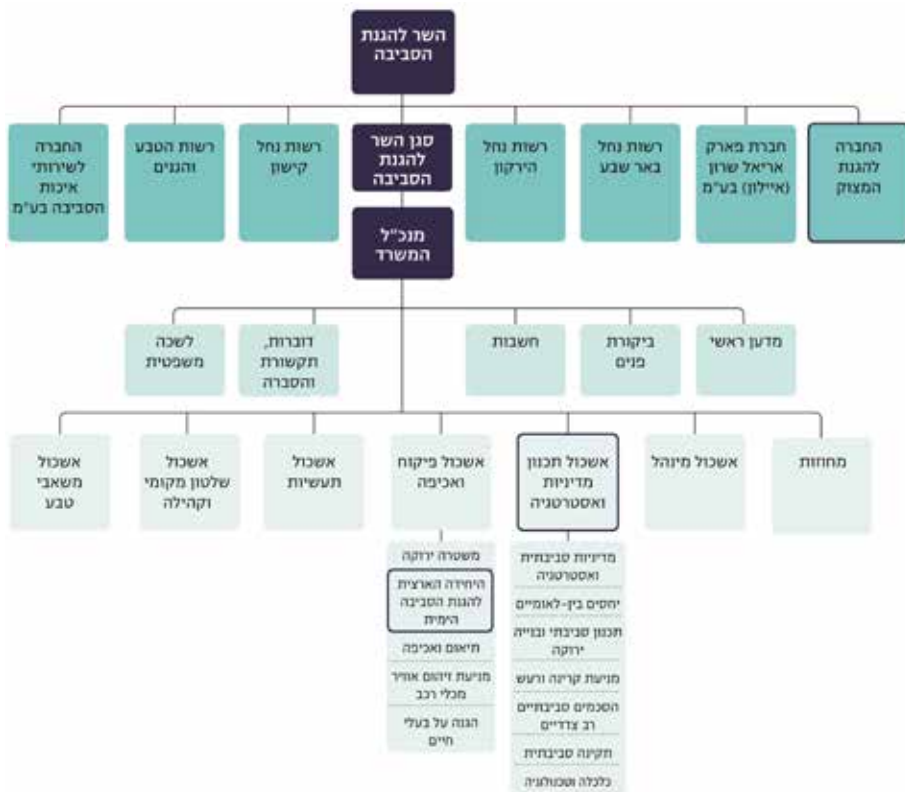 השר להגנת
הסביבה
החברה
להגנת
המצוק
חברת פארק
אריאל שרון
(איילון) בע"מ
רשות נחל
באר שבע
רשות נחל
הירקון
סגן השר
להגנת
הסביבה
רשות נחל
קישון
רשות הטבע
והגנים
החברה
לשירותי
איכות
הסביבה בע"מ
מנכ"ל
המשרד
מדען ראשי
ביקורת
פנים
חשבות
דוברות,
תקשורת
והסברה
לשכה
משפטית
מחוזות
אשכול מינהל
אשכול תכנון
מדיניות
ואסטרטגיה
אשכול פיקוח
ואכיפה
אשכול
תעשיות
אשכול
שלטון מקומי
וקהילה
אשכול
משאבי
טבע
מדיניות סביבתית
ואסטרטגיה
יחסים בין-לאומיים
תכנון סביבתי ובנייה
ירוקה
מניעת קרינה ורעש
הסכמים סביבתיים
רב צדדיים
תקינה סביבתית
כלכלה וטכנולוגיה
משטרה ירוקה
היחידה הארצית
להגנת הסביבה
הימית
תיאום ואכיפה
מניעת זיהום אוויר
מכלי רכב
הגנה על בעלי
חיים